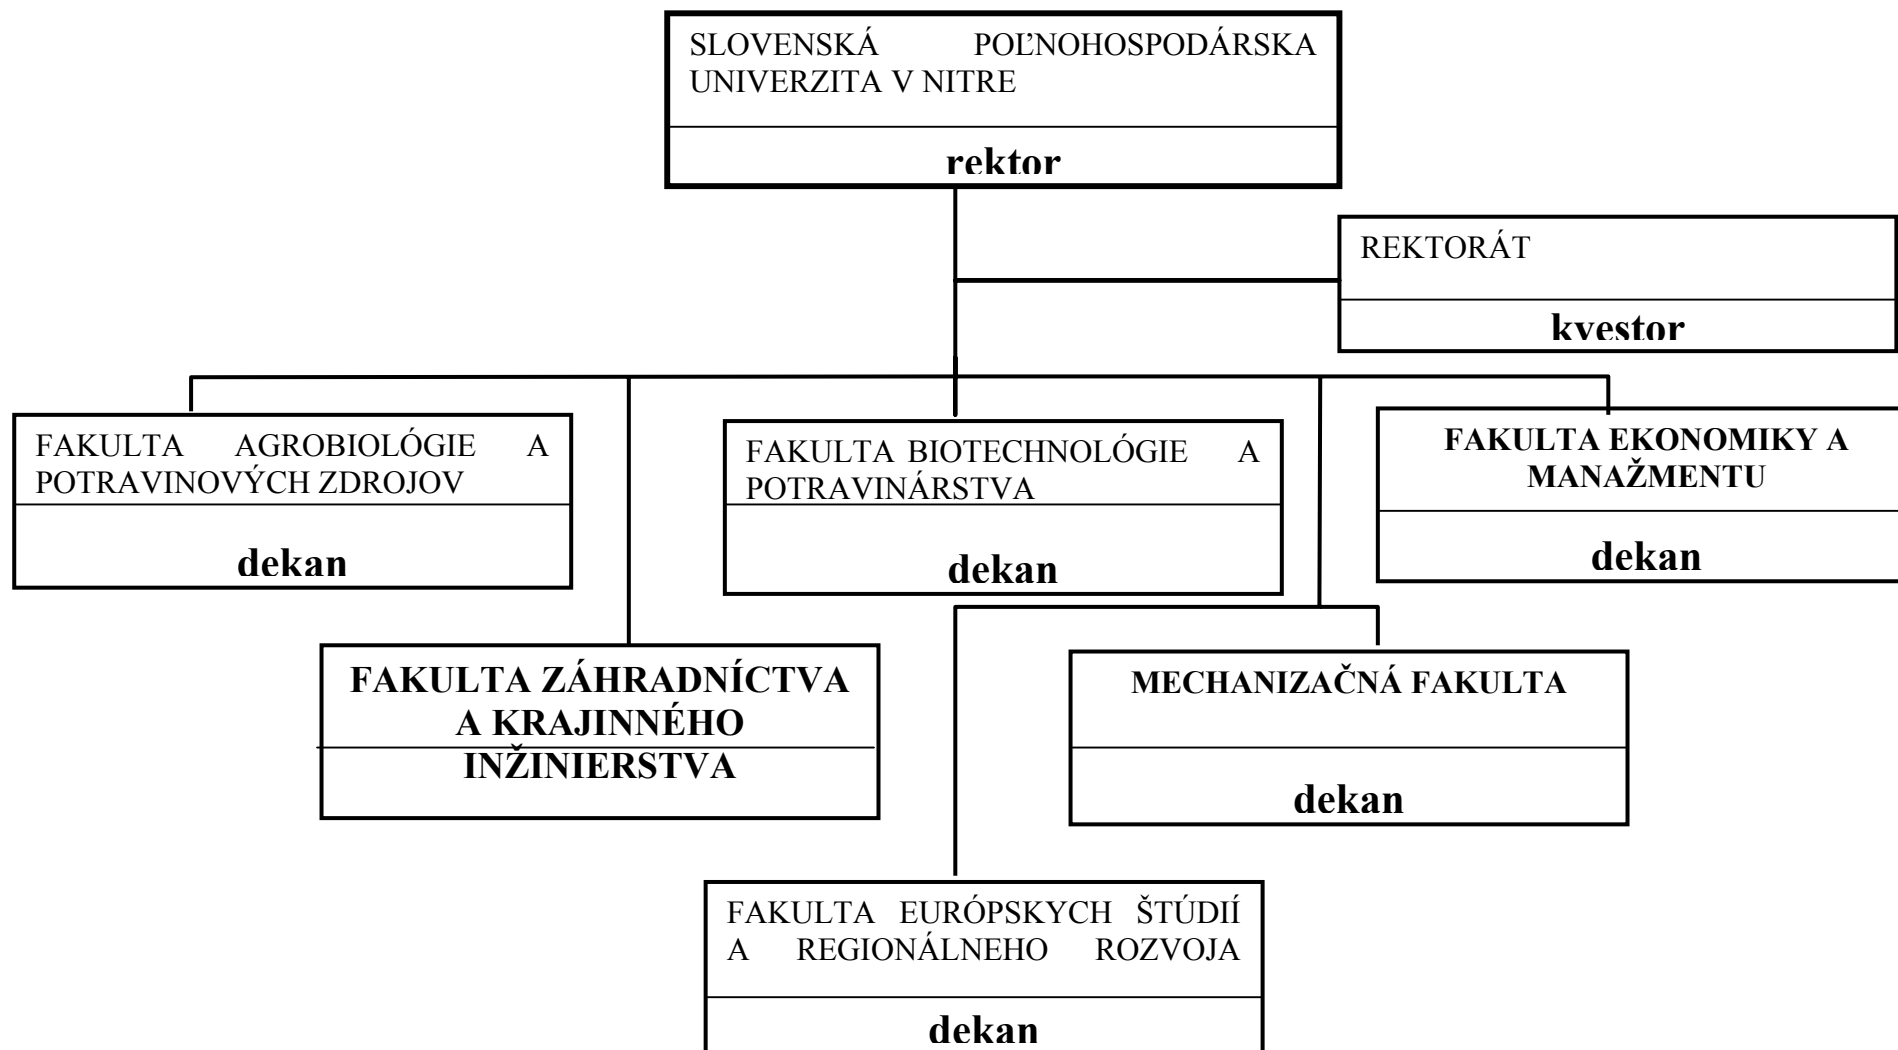 SLOVENSKÁ POĽNOHOSPODÁRSKA
UNIVERZITA V NITRE
rektor
REKTORÁT
kvestor
FAKULTA AGROBIOLÓGIE A
POTRAVINOVÝCH ZDROJOV
dekan
FAKULTA BIOTECHNOLÓGIE A
POTRAVINÁRSTVA
dekan
FAKULTA EKONOMIKY A
MANAŽMENTU
dekan
FAKULTA ZÁHRADNÍCTVA
A KRAJINNÉHO
INŽINIERSTVA
MECHANIZAČNÁ FAKULTA
dekan
FAKULTA EURÓPSKYCH ŠTÚDIÍ
A REGIONÁLNEHO ROZVOJA
dekan